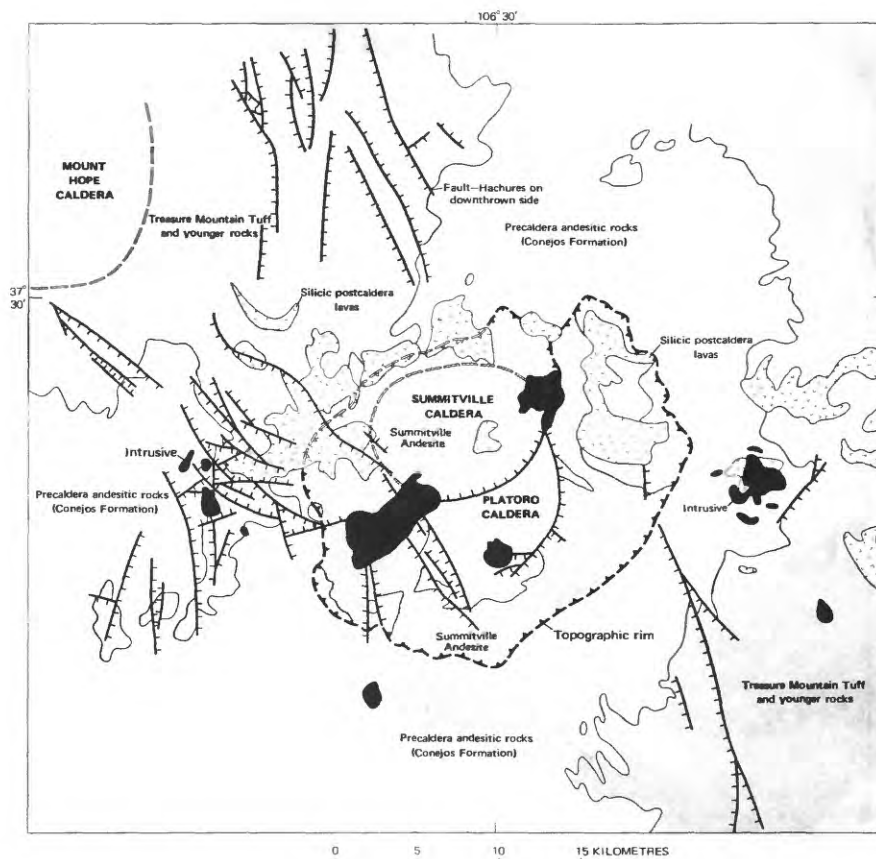 106° 30'
MOUNT
HOPE
CALDERA
Treasure Mountain Tuff
and younger rocks
Fault—Hachures on
downthrown side
Precaldera andesitic rocks
(Conejos Formation)
37°
30'
Silicic postcaldera
lavas
Silicic postcaldera
lavas
SUMMITVILLE
CALDERA
Summitville
Andesite
Intrusive
Precaldera andesitic rocks
(Conejos Formation)
PLATORO
CALDERA
Intrusive
Summitville
Andesite
Topographic rim
Treasure Mountain Tuff
and younger rocks
Precaldera andesitic rocks
(Conejos Formation)
0 5 10 15 KILOMETRES